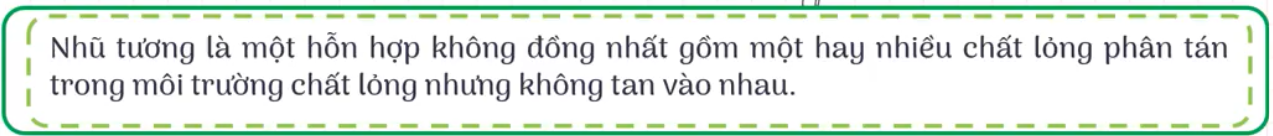 Nhũ tương là một hỗn hợp không đồng nhất gồm một hay nhiều chất lỏng phân tán
trong môi trường chất lỏng nhưng không tan vào nhau.